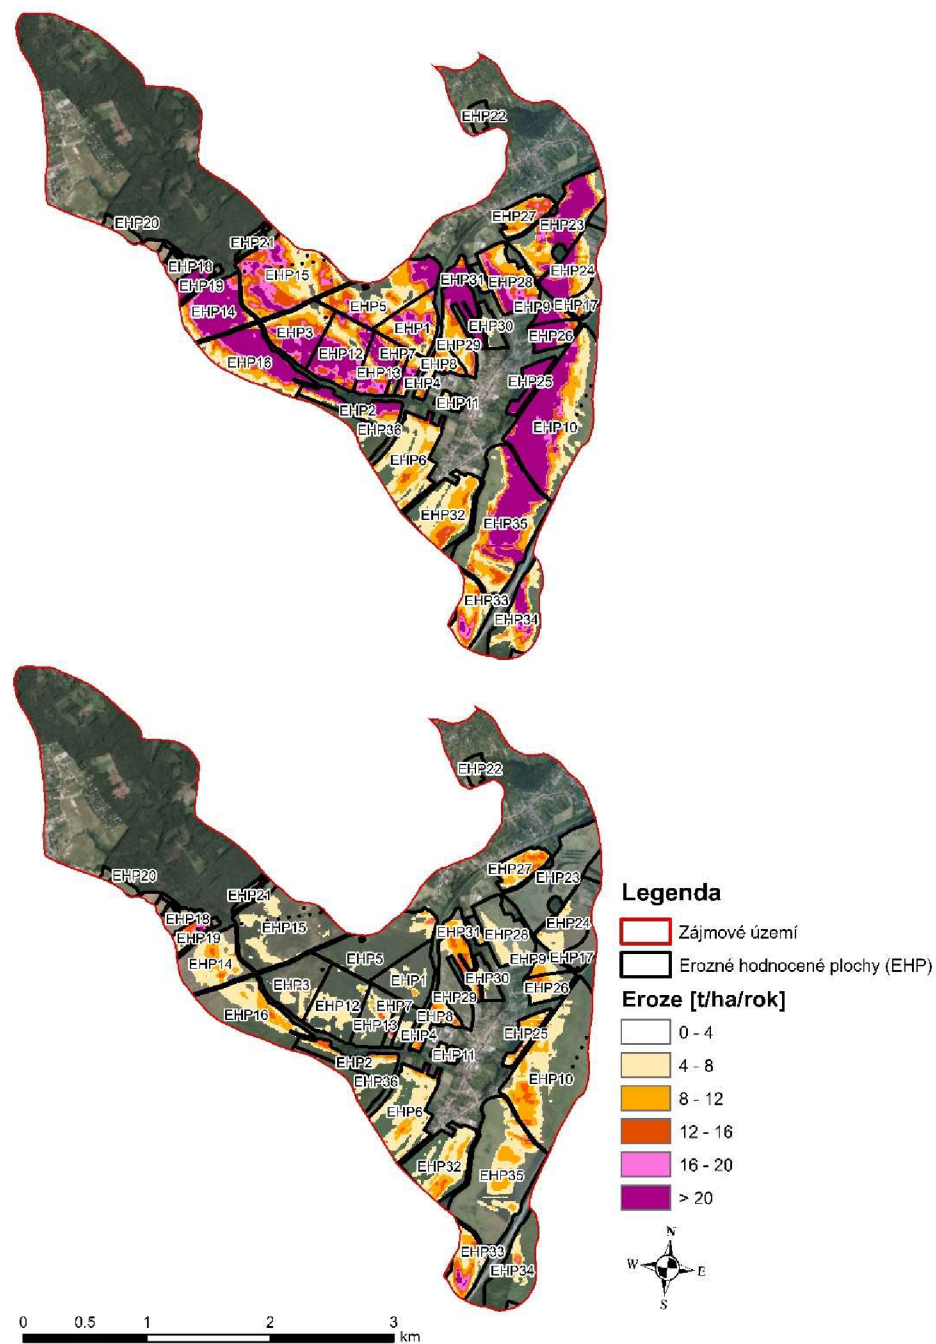 EHP22
EHP20
EHP21
EHP27
EHP23
EHP18
EHP15
EHP24
EHP19
EHP31
EHP28
EHP14
EHP5
EHP9
EHP17
EHP3
EHP1
EHP30
EHP26
EHP12
EHP7
EHP29
EHP16
EHP13
EHP8
EHP4
EHP25
EHP2
EHP11
EHP36
EHP10
EHP6
EHP32
EHP35
EHP33
EHP34
EHP22
EHP20
EHP27
EHP23
EHP21
EHP18
EHP15
EHP24
EHP19
EHP31
EHP28
EHP14
EHP5
EHP9
EHP17
EHP3
EHP1
EHP30
EHP26
EHP12
EHP7
EHP29
EHP16
EHP13
EHP8
EHP4
EHP25
EHP2
EHP11
EHP36
EHP10
EHP6
EHP32
EHP35
EHP33
EHP34
Legenda
Zájmové území
Erozné hodnocené plochy (EHP)
Eroze [t/ha/rok]
0 - 4
4 - 8
8 - 12
12 - 16
16 - 20
> 20
N
W E
S
0 0.5 1 2 3
km